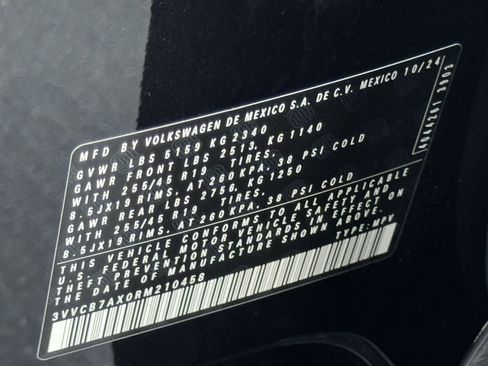 MFD. BY VOLKSWAGEN DE MEXICO S.A. DE C.V. MEXICO 10/24
GVWR LBS 5159 KG 2340
GAWR FRONT LBS 2513, KG 1140
WITH 255/45 R19 TIRES,
8.5JX19 RIMS, AT 260KPA, 38 PSI COLD
GAWR REAR LBS 2756, KG 1250
WITH 255/45 R19 TIRES,
8.5JX19 RIMS, AT 260KPA, 38 PSI COLD
THIS VEHICLE CONFORMS TO ALL APPLICABLE
U.S. FEDERAL MOTOR VEHICLE SAFETY AND
THEFT PREVENTION STANDARDS IN EFFECT ON
THE DATE OF MANUFACTURE SHOWN ABOVE.
TYPE: MPV
3VVCB7AX0RM210458